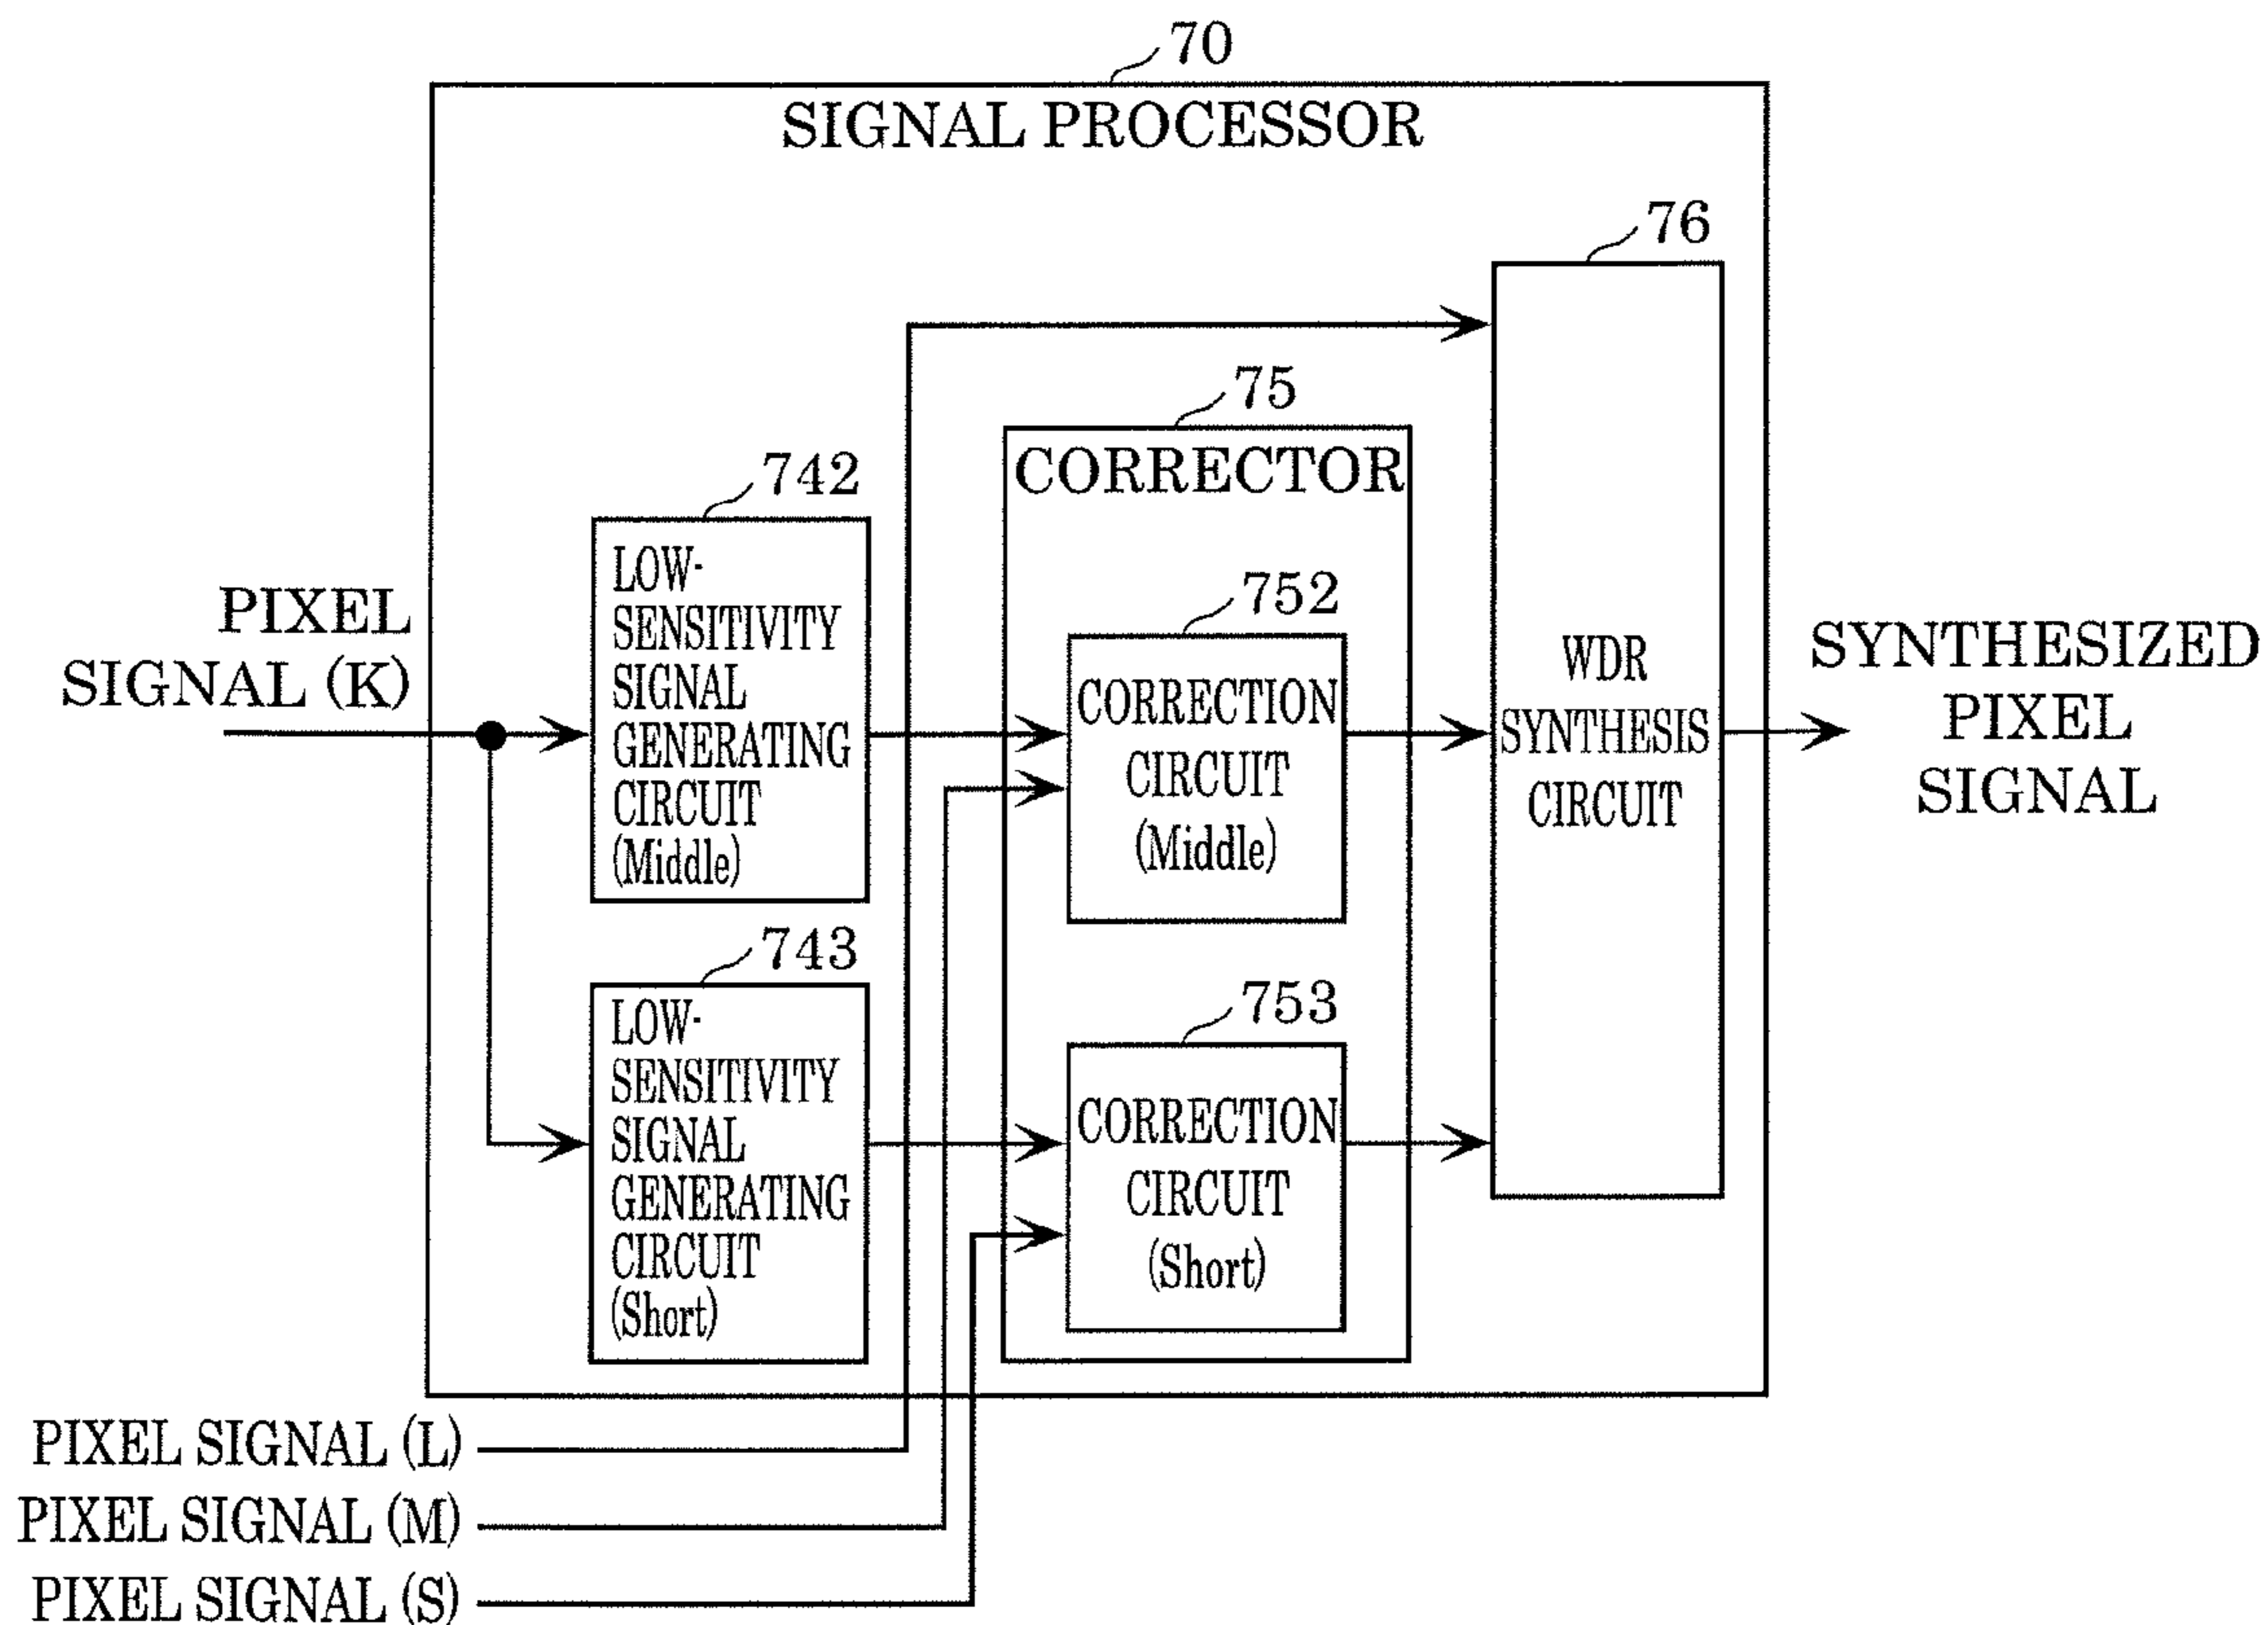 70
SIGNAL PROCESSOR
76
75
CORRECTOR
742
LOW-
SENSITIVITY
SIGNAL
GENERATING
CIRCUIT
(Middle)
752
CORRECTION
CIRCUIT
(Middle)
WDR
SYNTHESIS
CIRCUIT
PIXEL
SIGNAL (K)
SYNTHESIZED
PIXEL
SIGNAL
743
LOW-
SENSITIVITY
SIGNAL
GENERATING
CIRCUIT
(Short)
753
CORRECTION
CIRCUIT
(Short)
PIXEL SIGNAL (L)
PIXEL SIGNAL (M)
PIXEL SIGNAL (S)